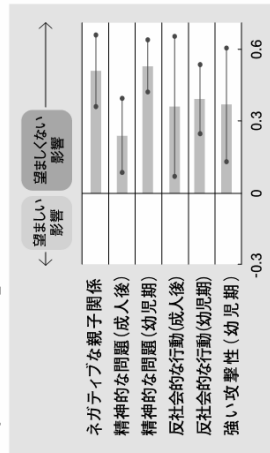 ← 望ましい
影響
望ましくない
影響 →
ネガティブな親子関係
精神的な問題(成人後)
精神的な問題(幼児期)
反社会的な行動(成人後)
反社会的な行動(幼児期)
強い攻撃性(幼児期)
-0.3
0
0.3
0.6